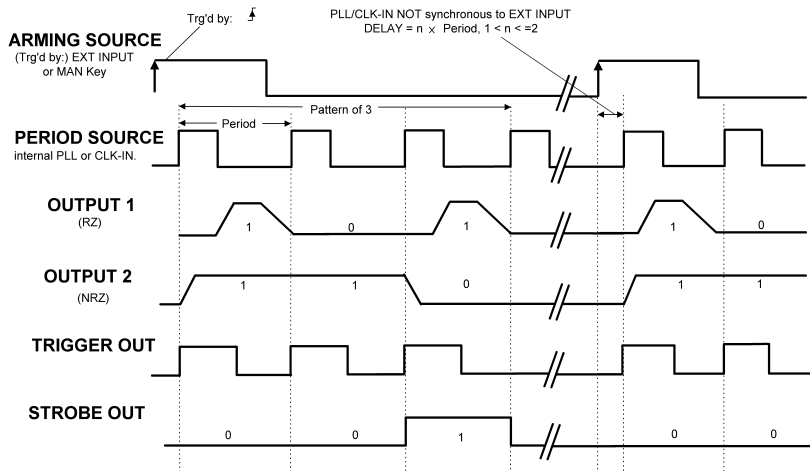 Trg'd by:
PLL/CLK-IN NOT synchronous to EXT INPUT
DELAY = n × Period, 1 < n <=2
ARMING SOURCE
(Trg'd by:) EXT INPUT
or MAN Key
Pattern of 3
Period
PERIOD SOURCE
internal PLL or CLK-IN.
OUTPUT 1
(RZ)
1 0 1 1 0
OUTPUT 2
(NRZ)
1 1 0 1 1
TRIGGER OUT
STROBE OUT
0 0 1 0 0